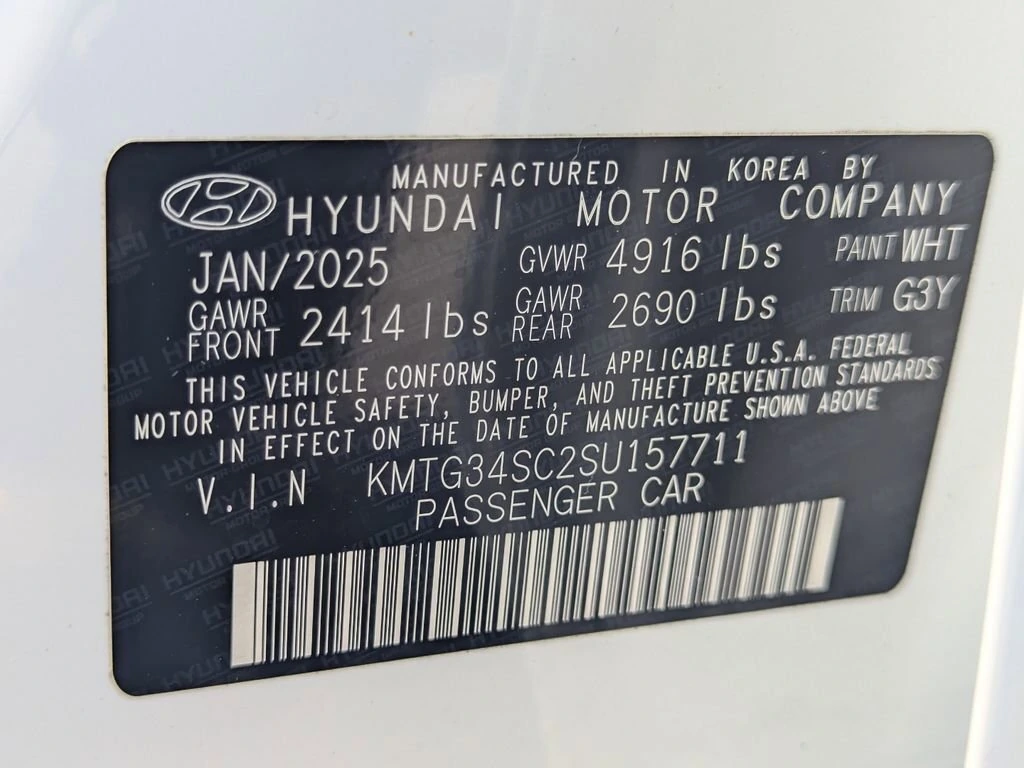 MANUFACTURED IN KOREA BY
HYUNDAI MOTOR COMPANY
JAN/2025 GVWR 4916 lbs PAINT WHT
GAWR FRONT 2414 lbs GAWR REAR 2690 lbs TRIM G3Y
THIS VEHICLE CONFORMS TO ALL APPLICABLE U.S.A. FEDERAL
MOTOR VEHICLE SAFETY, BUMPER, AND THEFT PREVENTION STANDARDS
IN EFFECT ON THE DATE OF MANUFACTURE SHOWN ABOVE
V.I.N KMTG34SC2SU157711
PASSENGER CAR